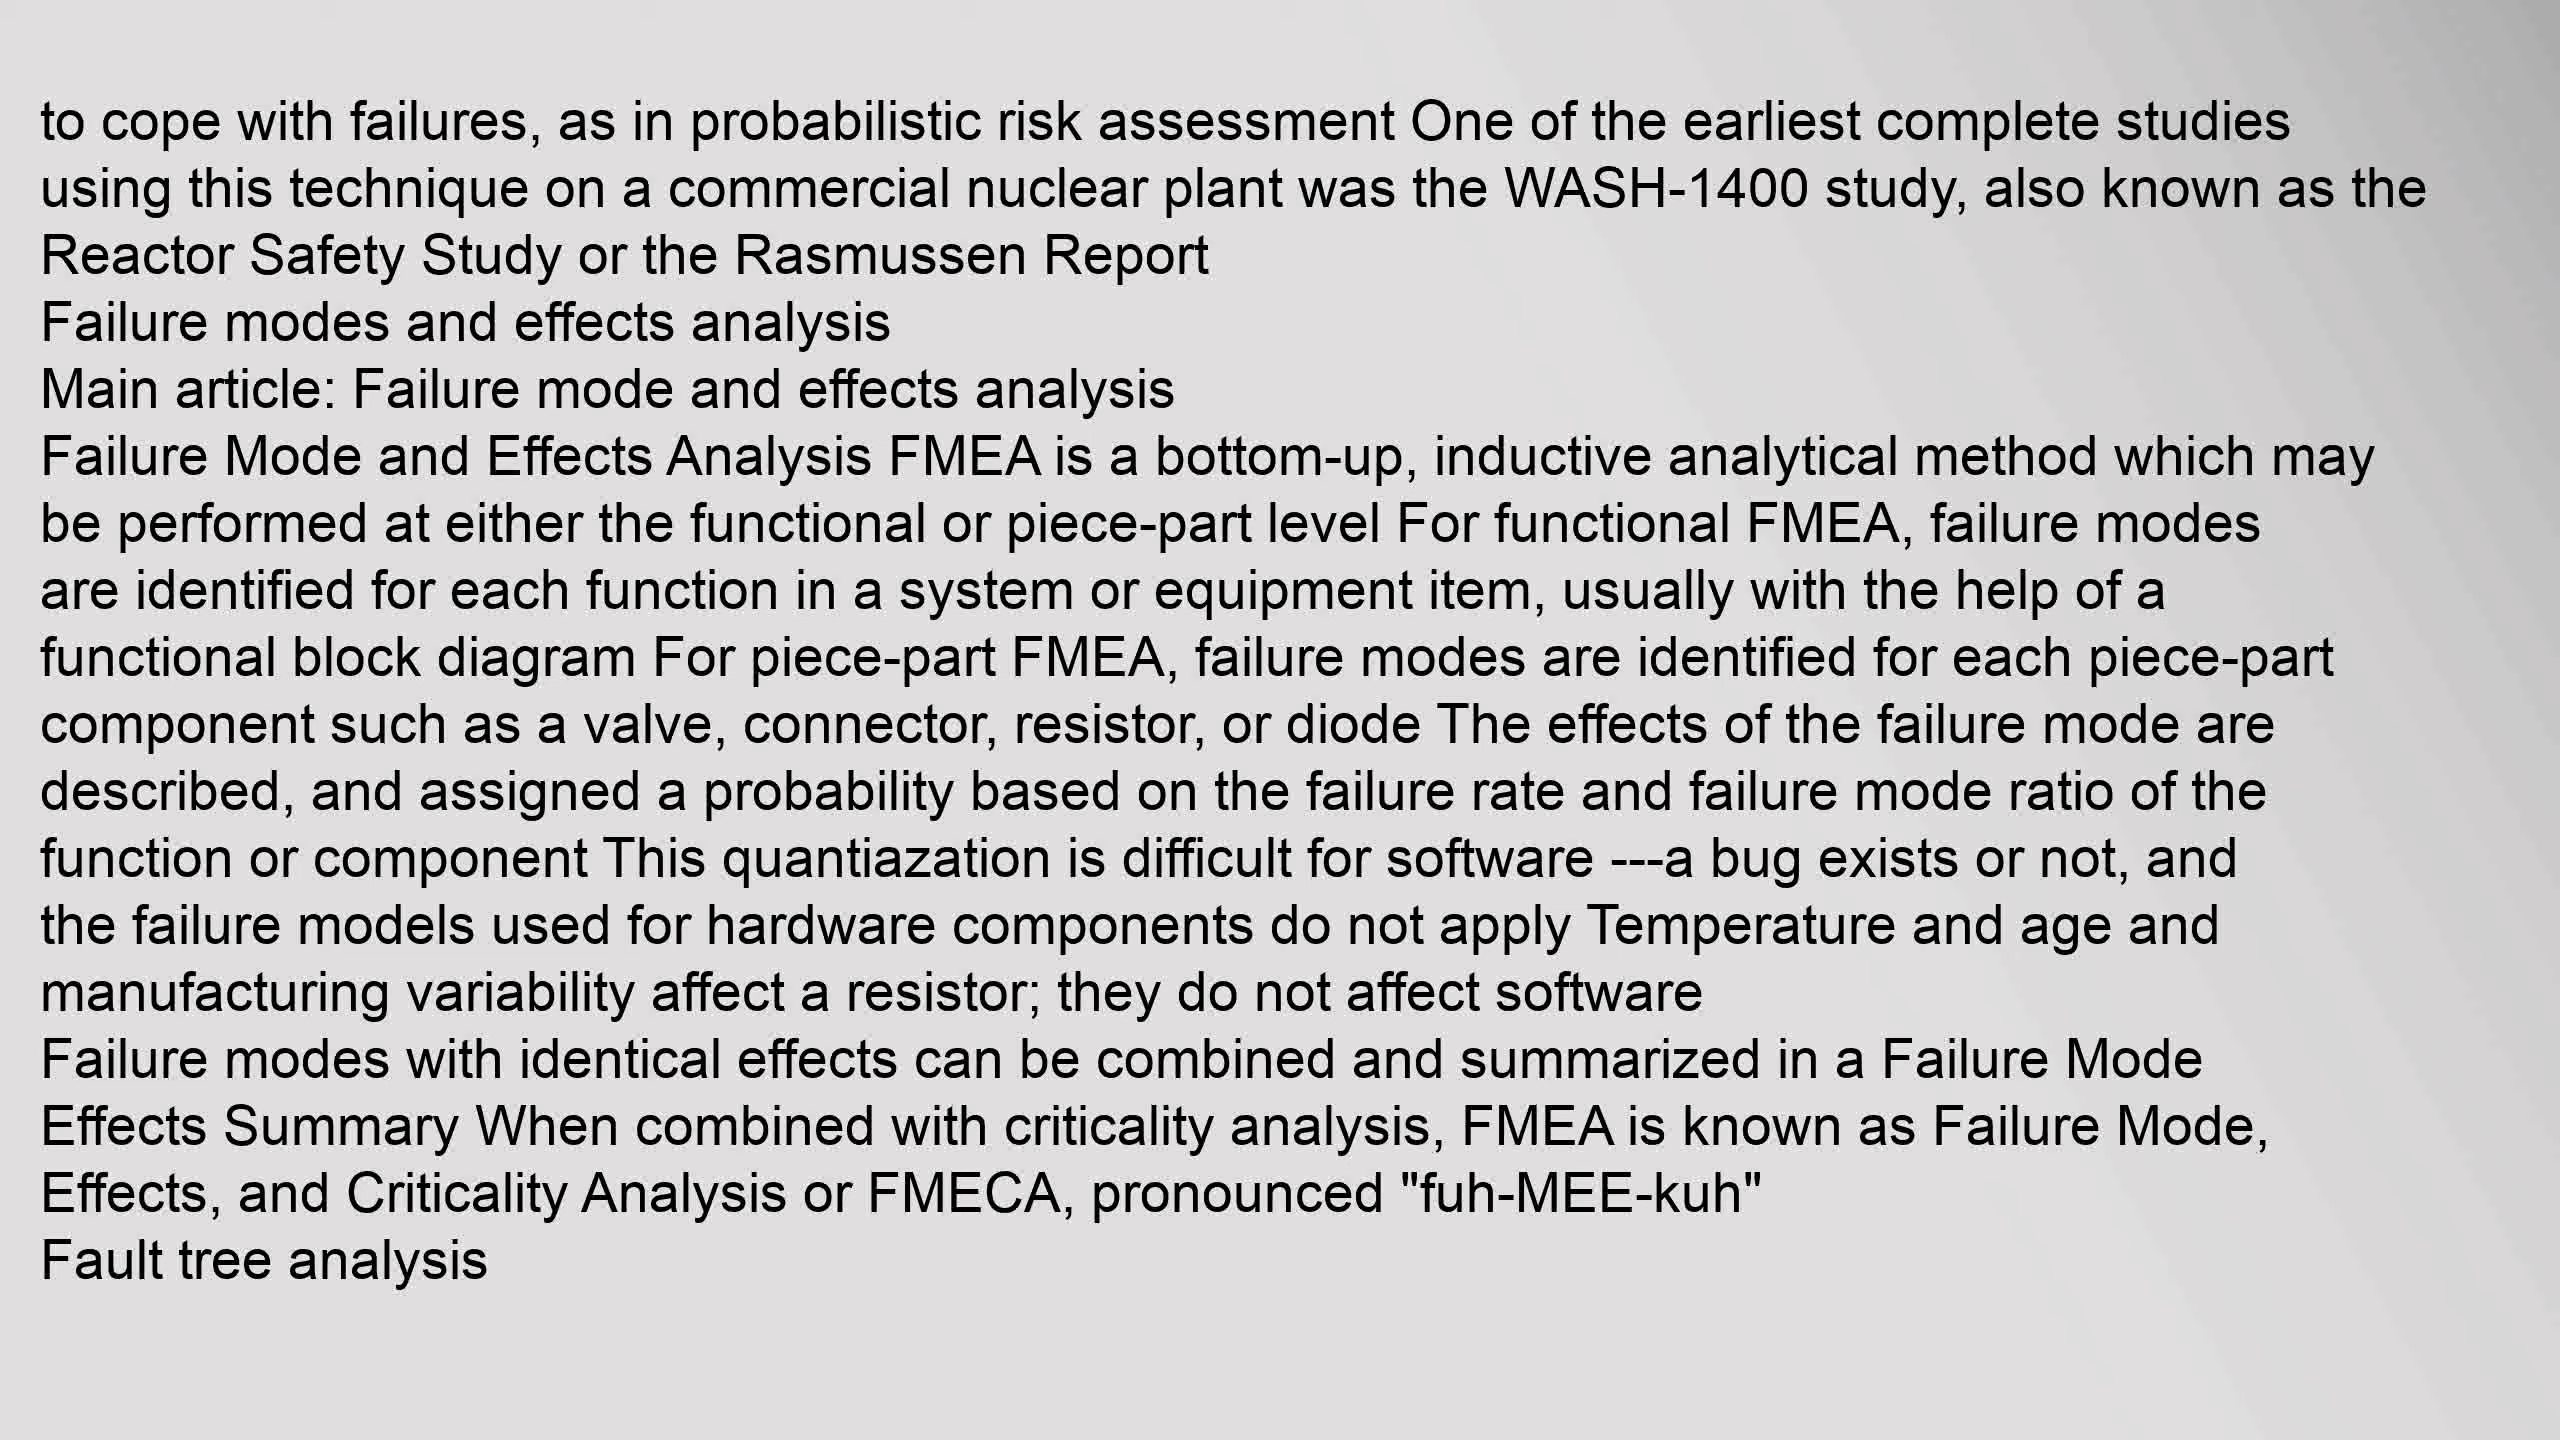 to cope with failures, as in probabilistic risk assessment One of the earliest complete studies
using this technique on a commercial nuclear plant was the WASH-1400 study, also known as the
Reactor Safety Study or the Rasmussen Report
Failure modes and effects analysis
Main article: Failure mode and effects analysis
Failure Mode and Effects Analysis FMEA is a bottom-up, inductive analytical method which may
be performed at either the functional or piece-part level For functional FMEA, failure modes
are identified for each function in a system or equipment item, usually with the help of a
functional block diagram For piece-part FMEA, failure modes are identified for each piece-part
component such as a valve, connector, resistor, or diode The effects of the failure mode are
described, and assigned a probability based on the failure rate and failure mode ratio of the
function or component This quantiazation is difficult for software ---a bug exists or not, and
the failure models used for hardware components do not apply Temperature and age and
manufacturing variability affect a resistor; they do not affect software
Failure modes with identical effects can be combined and summarized in a Failure Mode
Effects Summary When combined with criticality analysis, FMEA is known as Failure Mode,
Effects, and Criticality Analysis or FMECA, pronounced "fuh-MEE-kuh"
Fault tree analysis